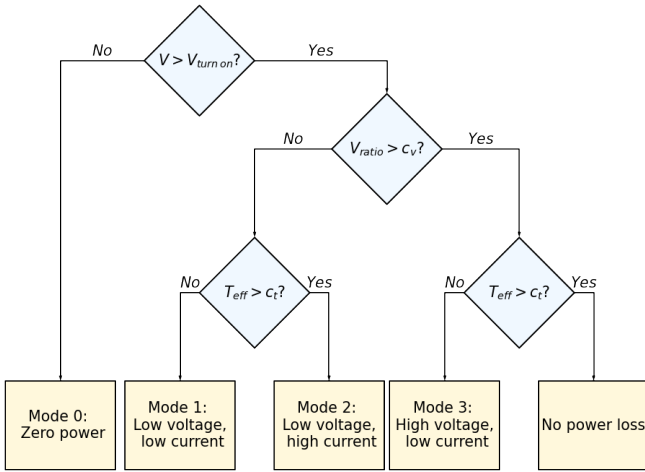 V > V_turn on?
No
Yes
V_ratio > c_v?
No
Yes
T_eff > c_t?
No
Yes
T_eff > c_t?
No
Yes
Mode 0:
Zero power
Mode 1:
Low voltage,
low current
Mode 2:
Low voltage,
high current
Mode 3:
High voltage,
low current
No power loss